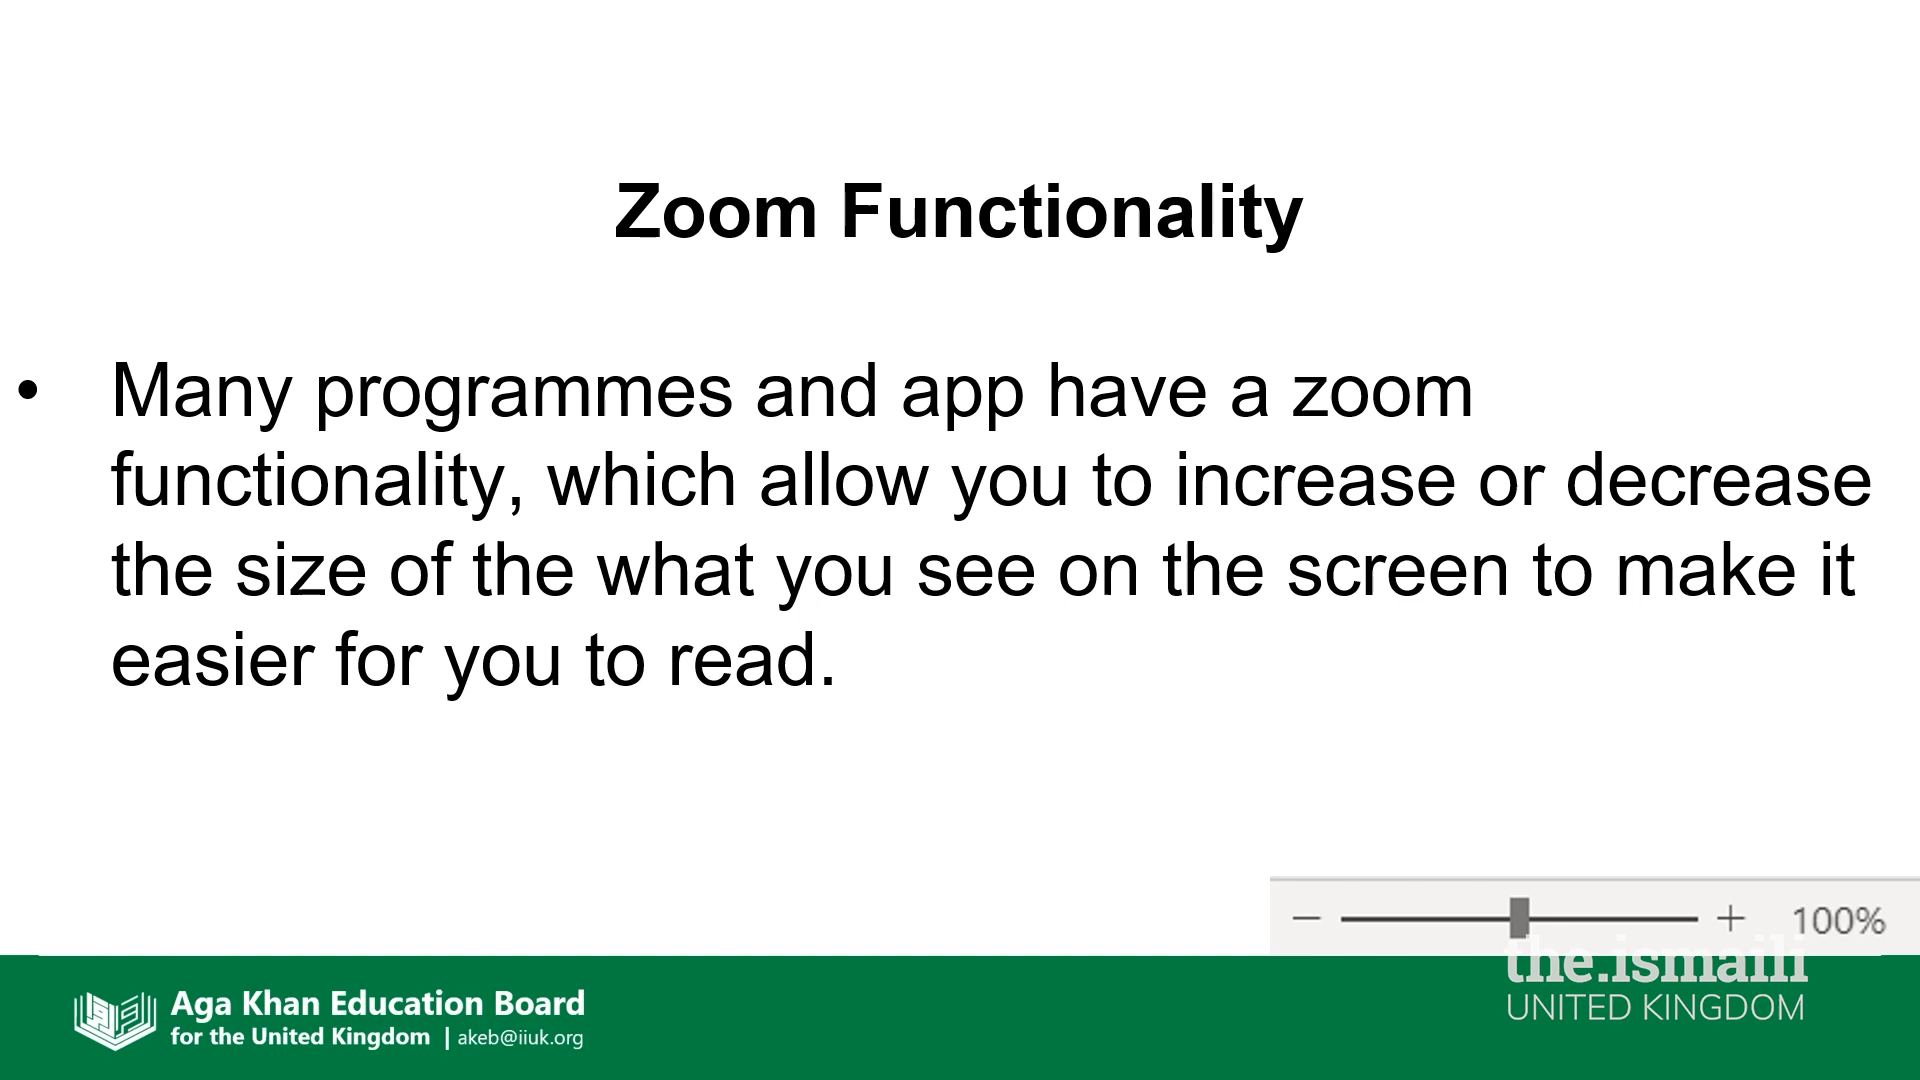 Zoom Functionality
• Many programmes and app have a zoom
functionality, which allow you to increase or decrease
the size of the what you see on the screen to make it
easier for you to read.
100%
the.ismaili
UNITED KINGDOM
Aga Khan Education Board
for the United Kingdom | akeb@iiuk.org